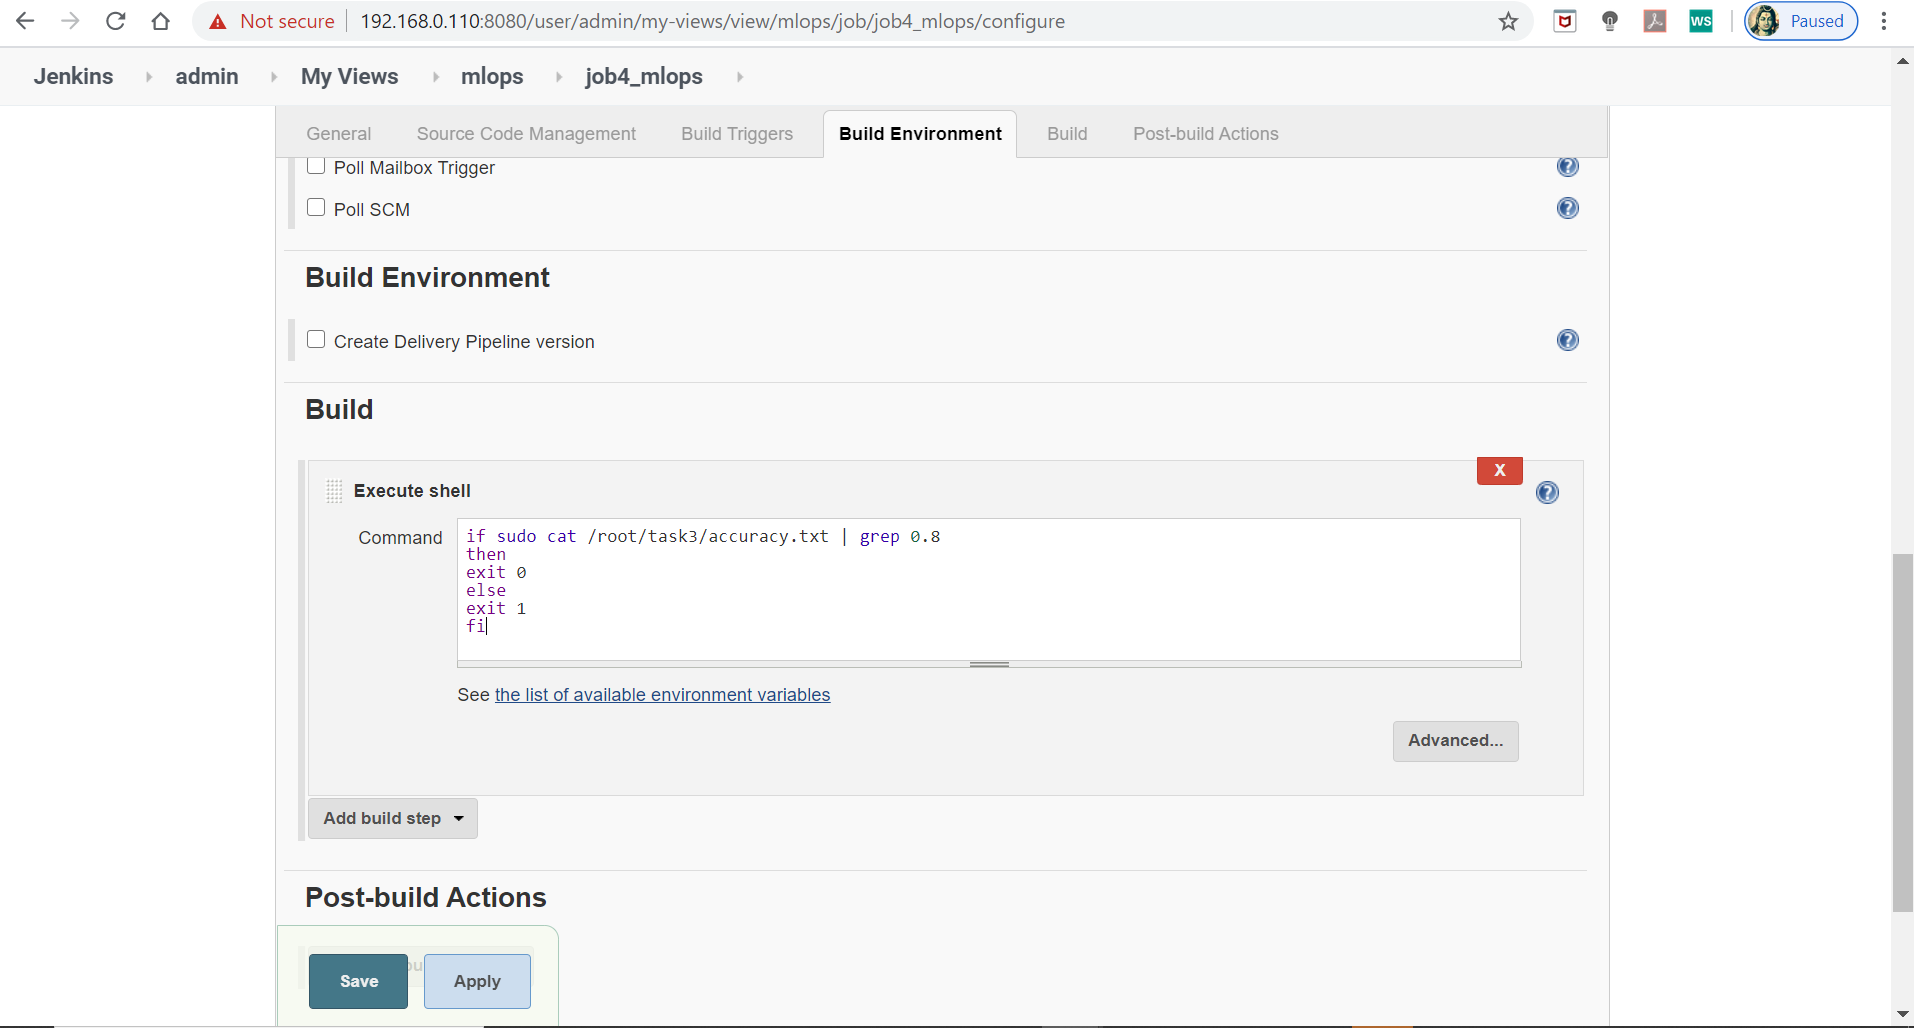 Not secure 192.168.0.110:8080/user/admin/my-views/view/mlops/job/job4_mlops/configure WS Paused
Jenkins admin My Views mlops job4_mlops
General Source Code Management Build Triggers Build Environment Build Post-build Actions
Poll Mailbox Trigger
Poll SCM
Build Environment
Create Delivery Pipeline version
Build
X
Execute shell
Command
if sudo cat /root/task3/accuracy.txt | grep 0.8
then
exit 0
else
exit 1
fi
See the list of available environment variables
Advanced...
Add build step
Post-build Actions
Save Apply